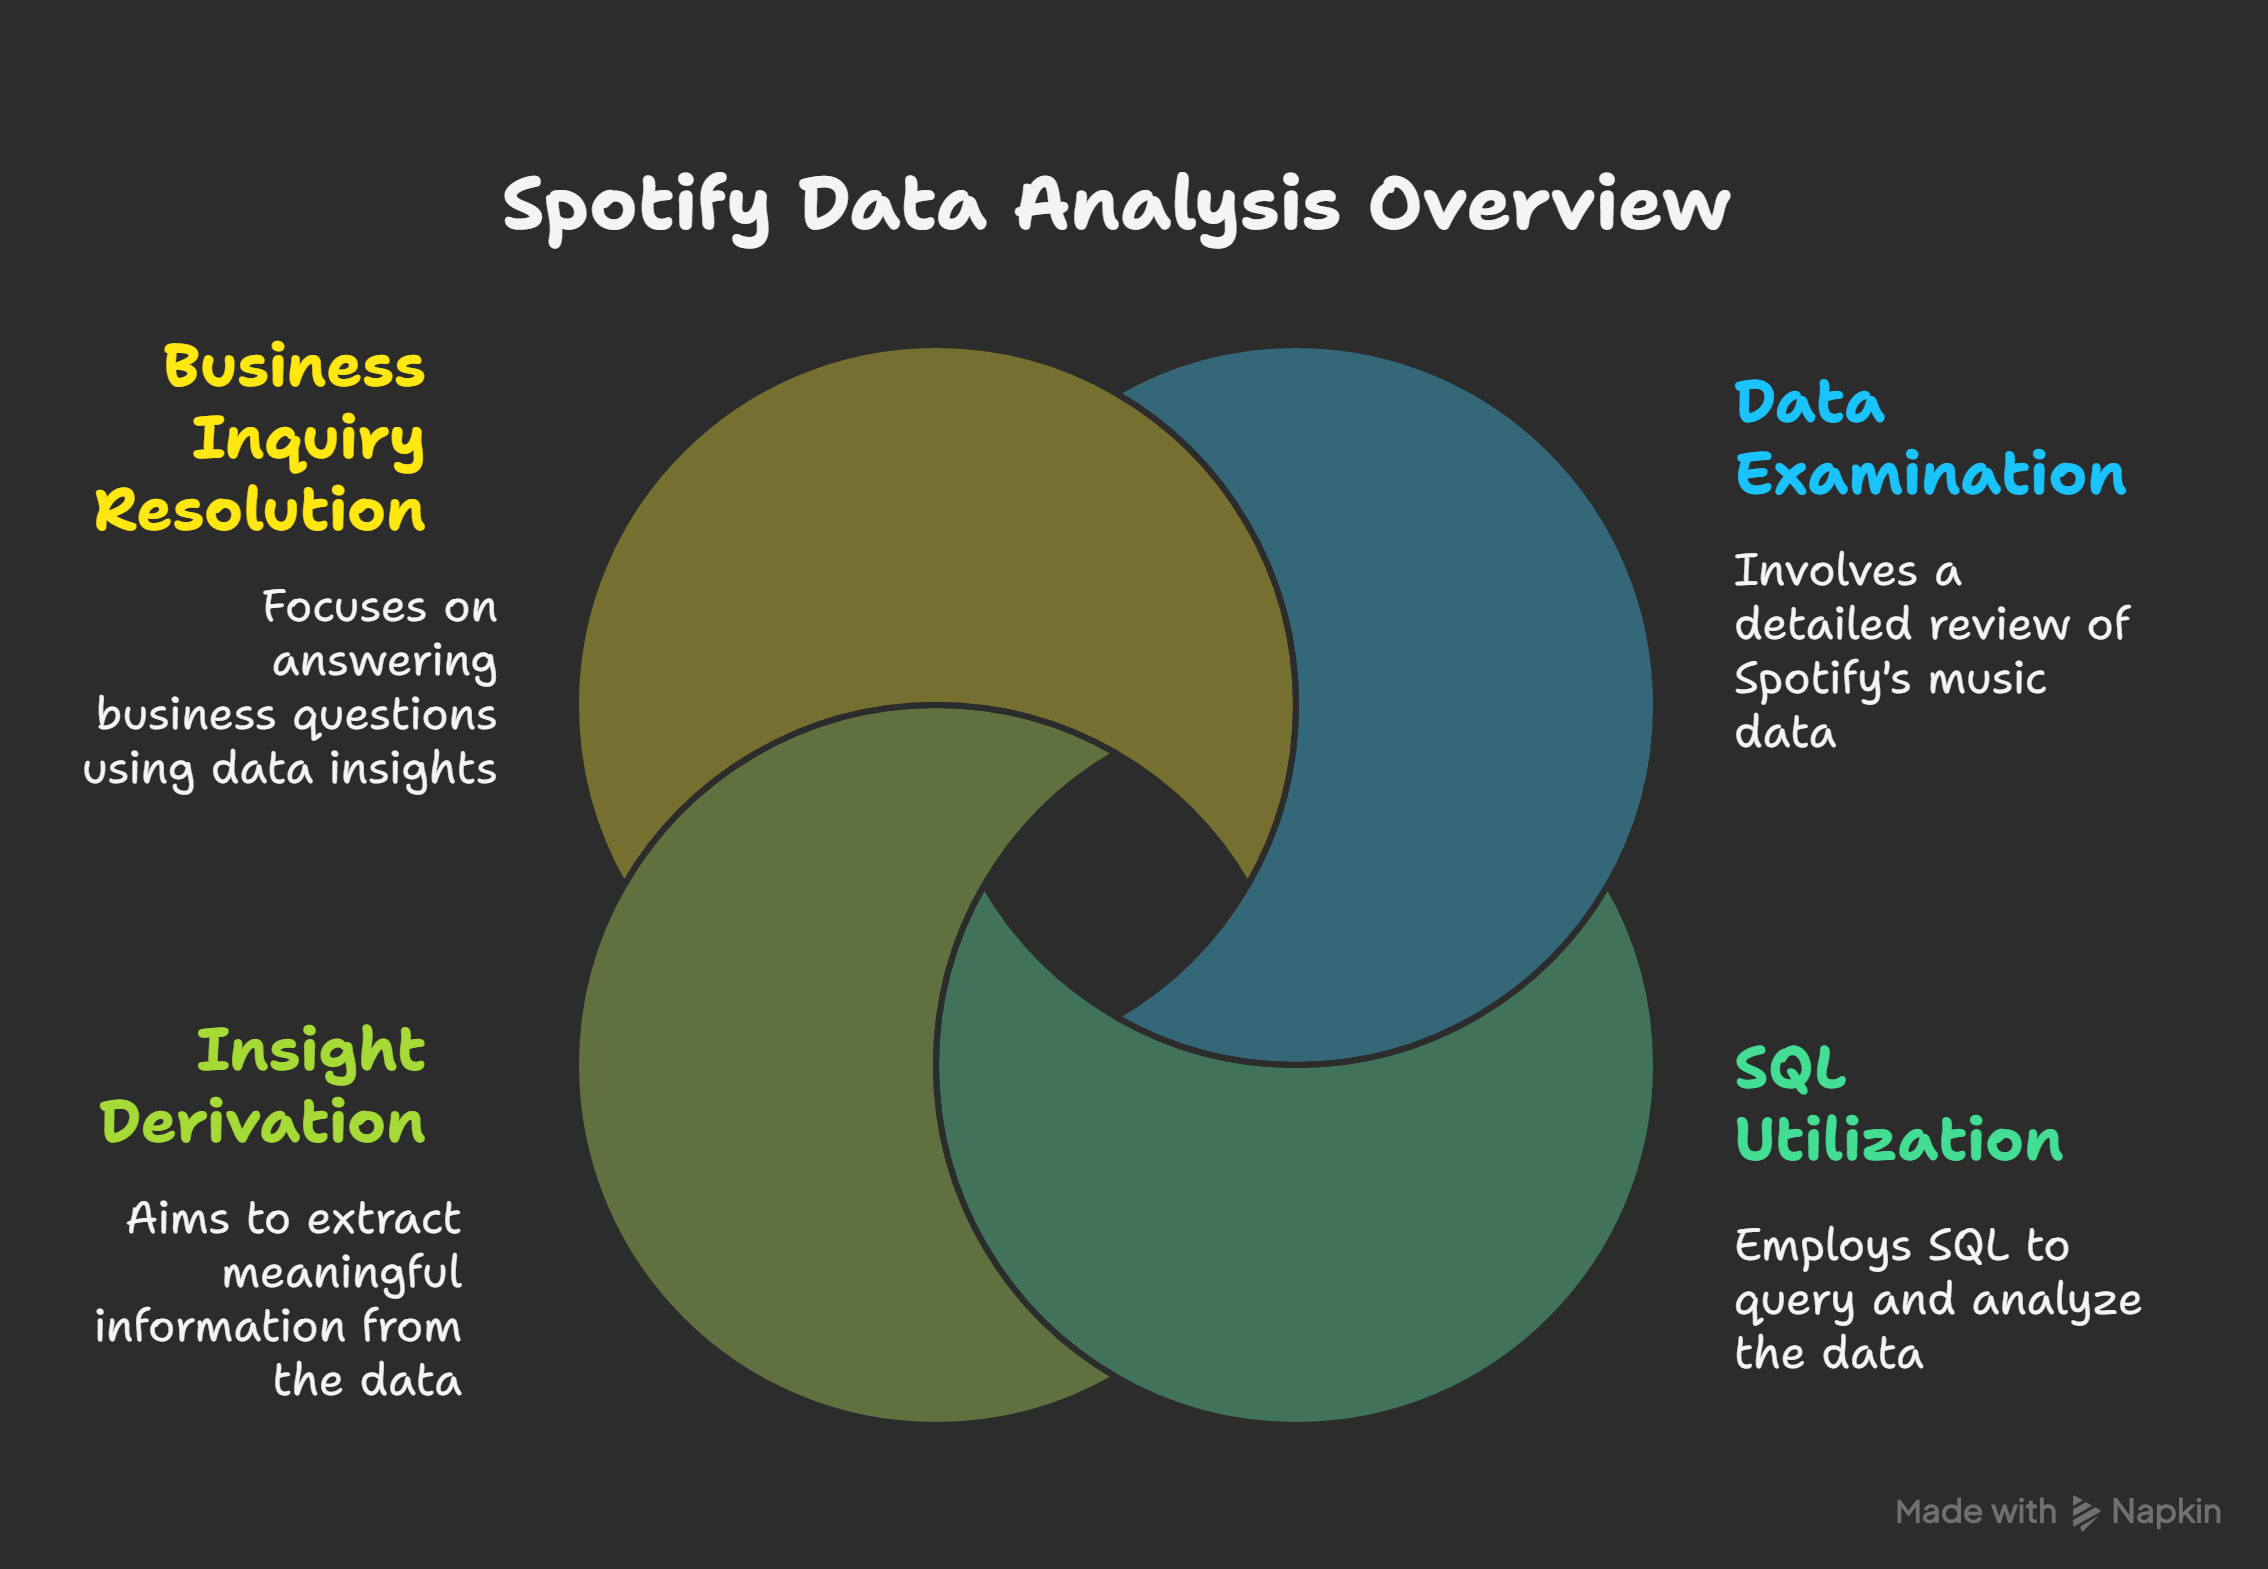 Spotify Data Analysis Overview
Business
Inquiry
Resolution
Focuses on
answering
business questions
using data insights
Data
Examination
Involves a
detailed review of
Spotify's music
data
Insight
Derivation
Aims to extract
meaningful
information from
the data
SQL
Utilization
Employs SQL to
query and analyze
the data
Made with Napkin